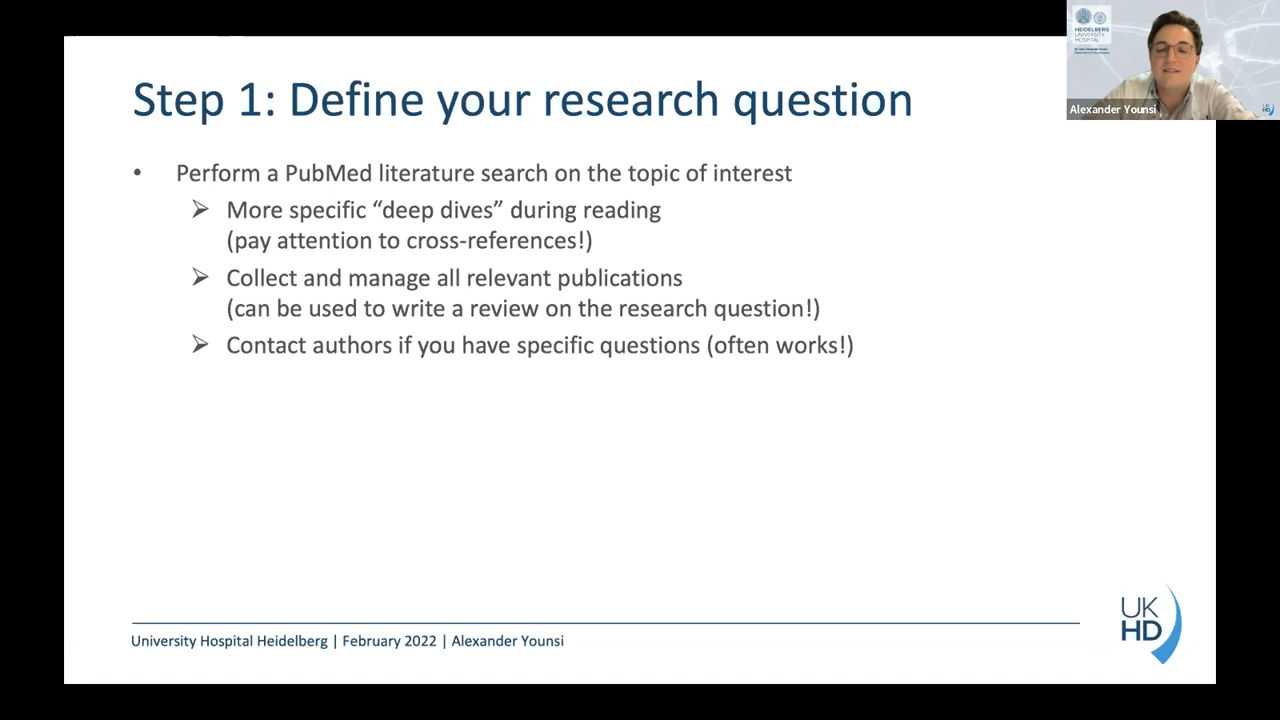 Step 1: Define your research question
• Perform a PubMed literature search on the topic of interest
➢ More specific “deep dives” during reading
(pay attention to cross-references!)
➢ Collect and manage all relevant publications
(can be used to write a review on the research question!)
➢ Contact authors if you have specific questions (often works!)
University Hospital Heidelberg | February 2022 | Alexander Younsi
UK
HD
HEIDELBERG
UNIVERSITY
HOSPITAL
Alexander Younsi